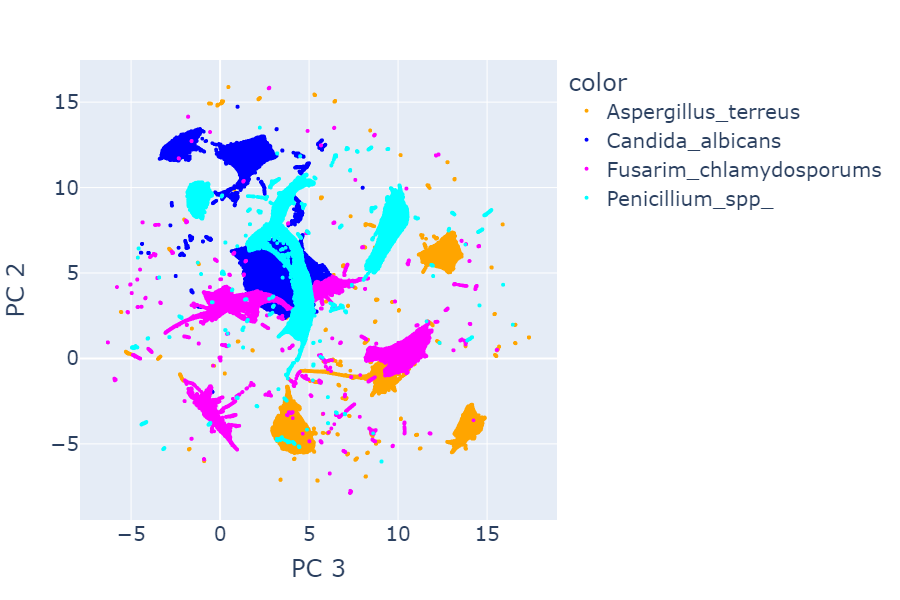 color
Aspergillus_terreus
Candida_albicans
Fusarim_chlamydosporums
Penicillium_spp_
15
10
5
0
−5
PC 2
−5
0
5
10
15
PC 3